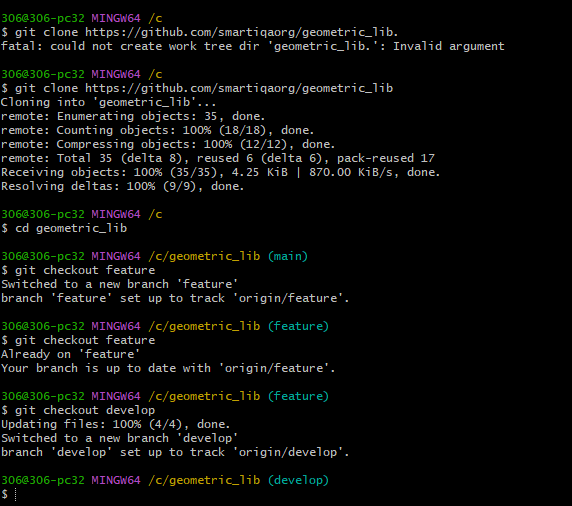 306@306-pc32 MINGW64 /c
$ git clone https://github.com/smartiqaorg/geometric_lib.
fatal: could not create work tree dir 'geometric_lib.': Invalid argument
306@306-pc32 MINGW64 /c
$ git clone https://github.com/smartiqaorg/geometric_lib
Cloning into 'geometric_lib'...
remote: Enumerating objects: 35, done.
remote: Counting objects: 100% (18/18), done.
remote: Compressing objects: 100% (12/12), done.
remote: Total 35 (delta 8), reused 6 (delta 6), pack-reused 17
Receiving objects: 100% (35/35), 4.25 KiB | 870.00 KiB/s, done.
Resolving deltas: 100% (9/9), done.
306@306-pc32 MINGW64 /c
$ cd geometric_lib
306@306-pc32 MINGW64 /c/geometric_lib (main)
$ git checkout feature
Switched to a new branch 'feature'
branch 'feature' set up to track 'origin/feature'.
306@306-pc32 MINGW64 /c/geometric_lib (feature)
$ git checkout feature
Already on 'feature'
Your branch is up to date with 'origin/feature'.
306@306-pc32 MINGW64 /c/geometric_lib (feature)
$ git checkout develop
Updating files: 100% (4/4), done.
Switched to a new branch 'develop'
branch 'develop' set up to track 'origin/develop'.
306@306-pc32 MINGW64 /c/geometric_lib (develop)
$